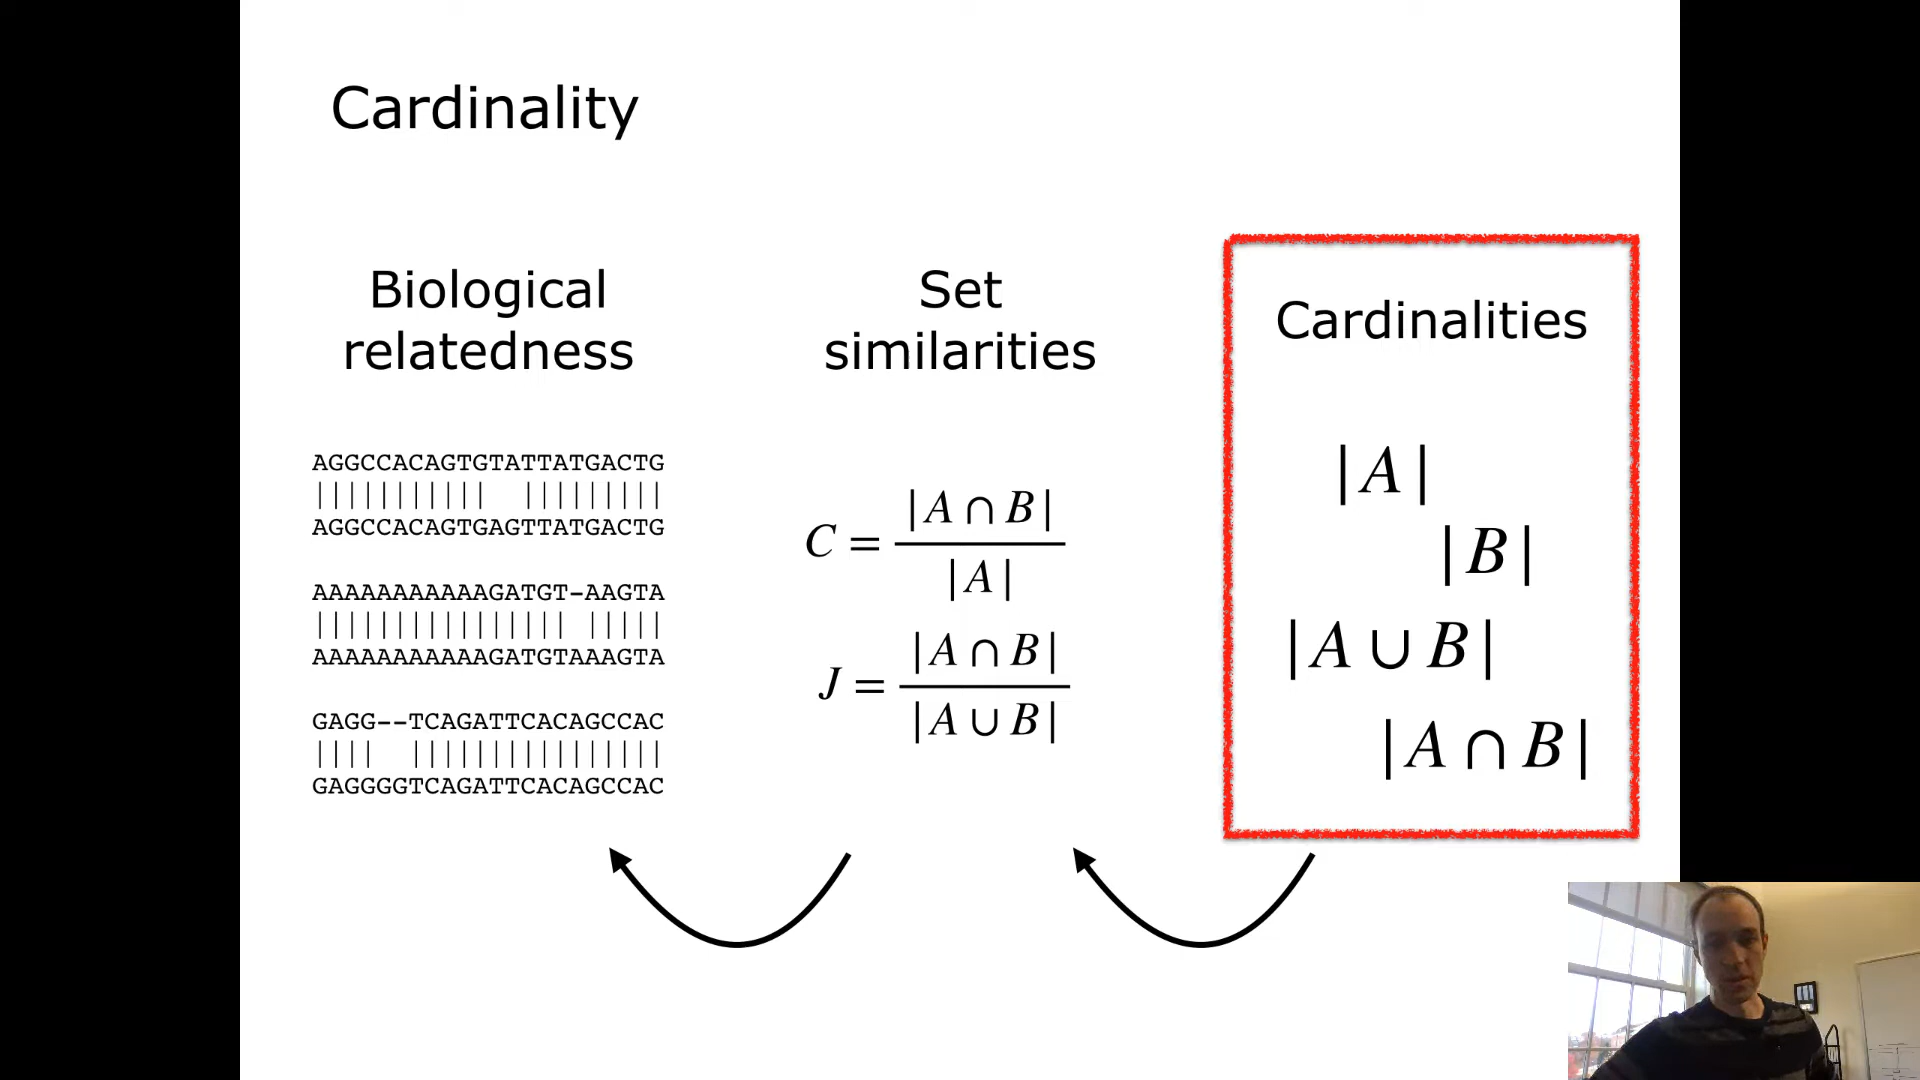 Cardinality
Biological
relatedness
AGGCCACAGTGTATTATGACTG
||||||||||| |||||||||
AGGCCACAGTGAGTTATGACTG
AAAAAAAAAAAGATGT-AAGTA
|||||||||||||||| |||||
AAAAAAAAAAAGATGTAAAGTA
GAGG--TCAGATTCACAGCCAC
|||| ||||||||||||||||
GAGGGGTCAGATTCACAGCCAC
Set
similarities
C = |A ∩ B| / |A|
J = |A ∩ B| / |A ∪ B|
Cardinalities
|A|
|B|
|A ∪ B|
|A ∩ B|